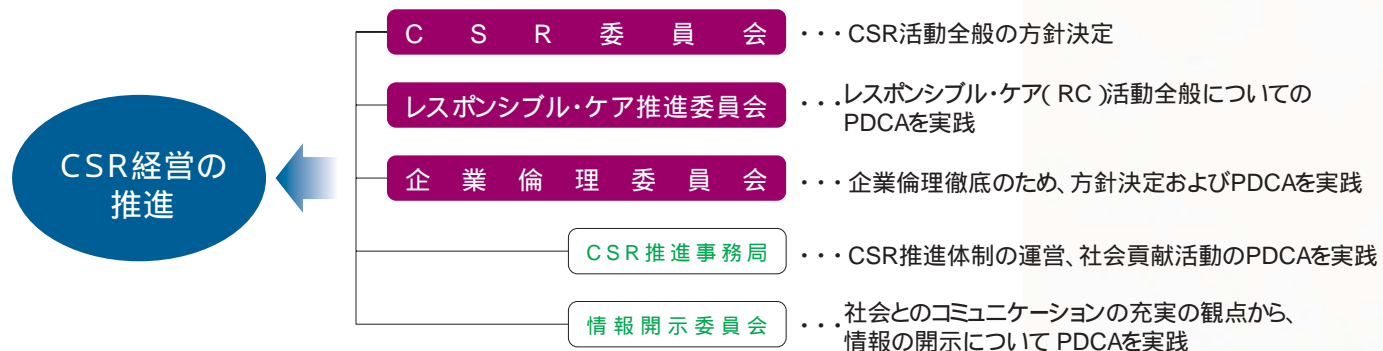 CSR経営の
推進
CSR委員会 ・・・CSR活動全般の方針決定
レスポンシブル・ケア推進委員会 ・・・レスポンシブル・ケア(RC)活動全般についての
PDCAを実践
企業倫理委員会 ・・・企業倫理徹底のため、方針決定およびPDCAを実践
CSR推進事務局 ・・・CSR推進体制の運営、社会貢献活動のPDCAを実践
情報開示委員会 ・・・社会とのコミュニケーションの充実の観点から、
情報の開示について PDCAを実践